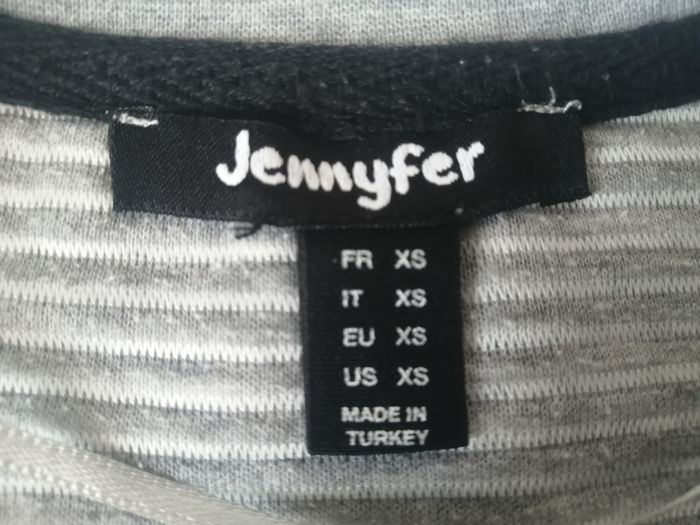 Jennyfer
FR XS
IT XS
EU XS
US XS
MADE IN
TURKEY